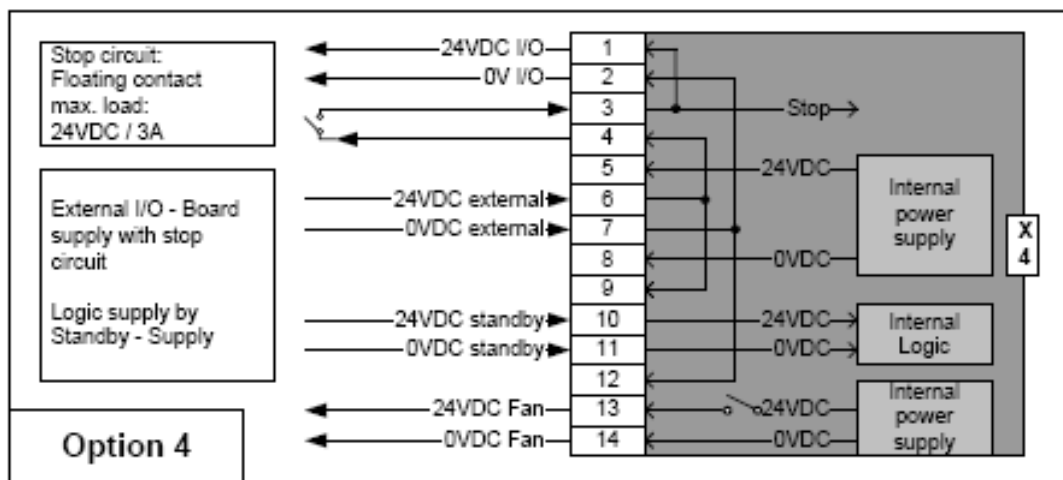 Stop circuit:
Floating contact
max. load:
24VDC / 3A
External I/O - Board
supply with stop
circuit
Logic supply by
Standby - Supply
Option 4
24VDC I/O
0V I/O
24VDC external
0VDC external
24VDC standby
0VDC standby
24VDC Fan
0VDC Fan
1
2
3
4
5
6
7
8
9
10
11
12
13
14
Stop
24VDC
0VDC
24VDC
0VDC
24VDC
0VDC
Internal
power
supply
Internal
Logic
Internal
power
supply
X
4